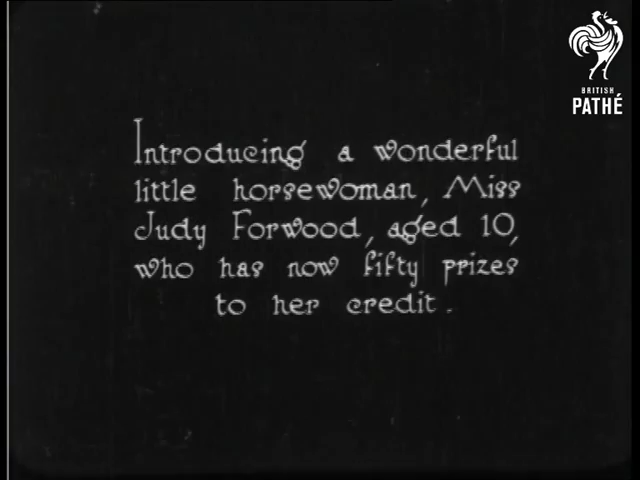 BRITISH
PATHÉ
Introducing a wonderful
little horsewoman, Miss
Judy Forwood, aged 10,
who has now fifty prizes
to her credit.